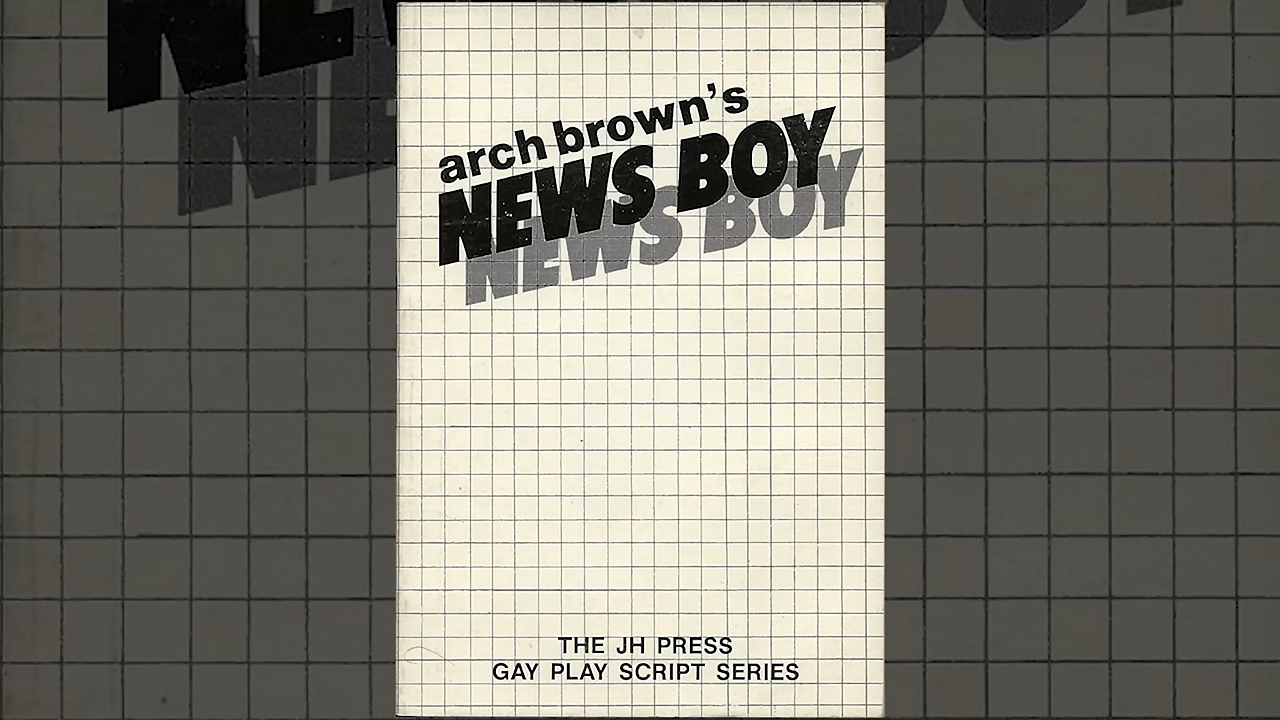 arch brown's
NEWS BOY
NEWS BOY
THE JH PRESS
GAY PLAY SCRIPT SERIES